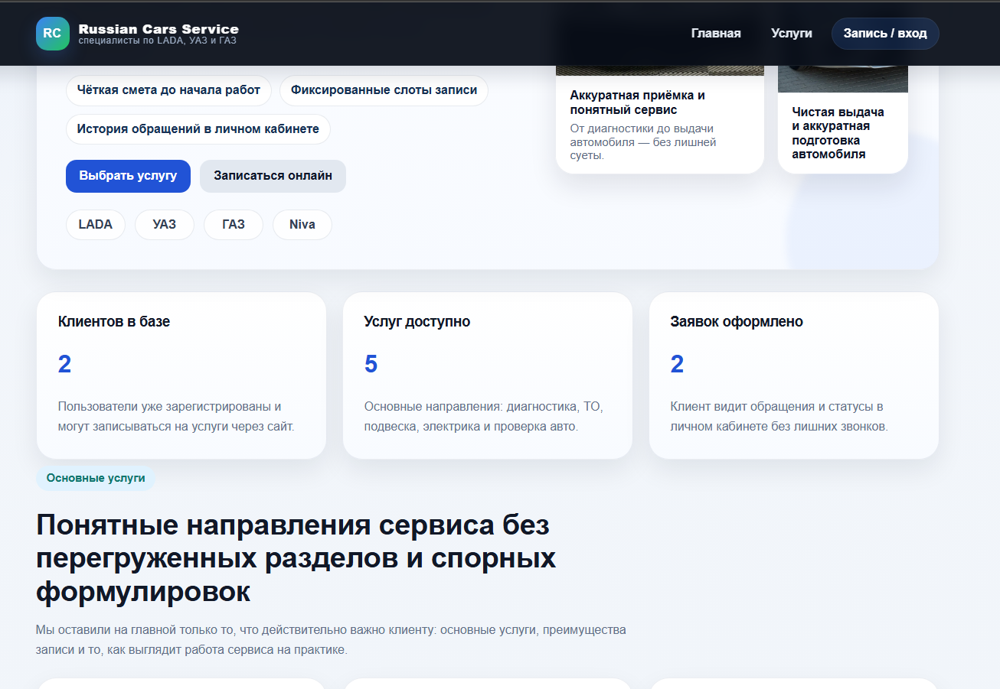 RC
Russian Cars Service
специалисты по LADA, УАЗ и ГАЗ
Главная
Услуги
Запись / вход
Чёткая смета до начала работ
Фиксированные слоты записи
История обращений в личном кабинете
Выбрать услугу
Записаться онлайн
LADA
УАЗ
ГАЗ
Niva
Аккуратная приёмка и
понятный сервис
От диагностики до выдачи
автомобиля — без лишней
суеты.
Чистая выдача
и аккуратная
подготовка
автомобиля
Клиентов в базе
2
Пользователи уже зарегистрированы и
могут записываться на услуги через сайт.
Услуг доступно
5
Основные направления: диагностика, ТО,
подвеска, электрика и проверка авто.
Заявок оформлено
2
Клиент видит обращения и статусы в
личном кабинете без лишних звонков.
Основные услуги
Понятные направления сервиса без
перегруженных разделов и спорных
формулировок
Мы оставили на главной только то, что действительно важно клиенту: основные услуги, преимущества
записи и то, как выглядит работа сервиса на практике.